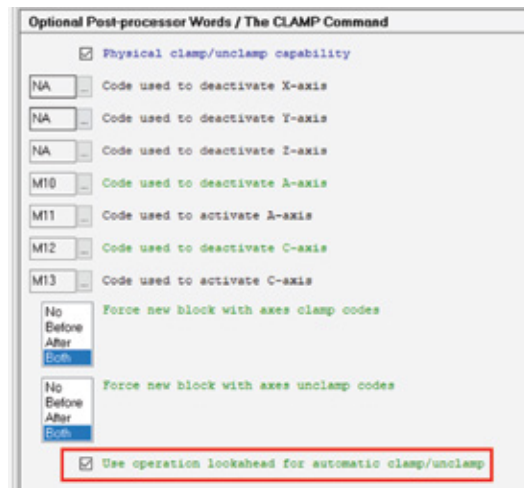 Optional Post-processor Words / The CLAMP Command
Physical clamp/unclamp capability
NA ... Code used to deactivate X-axis
NA ... Code used to deactivate Y-axis
NA ... Code used to deactivate Z-axis
M10 ... Code used to deactivate A-axis
M11 ... Code used to activate A-axis
M12 ... Code used to deactivate C-axis
M13 ... Code used to activate C-axis
No Force new block with axes clamp codes
Before
After
Both
No Force new block with axes unclamp codes
Before
After
Both
Use operation lookahead for automatic clamp/unclamp